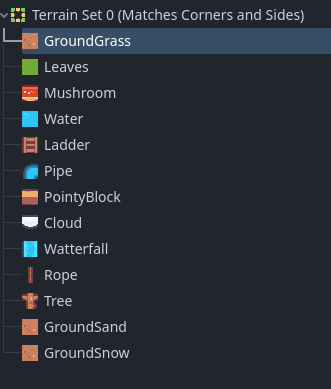 Terrain Set 0 (Matches Corners and Sides)
GroundGrass
Leaves
Mushroom
Water
Ladder
Pipe
PointyBlock
Cloud
Watterfall
Rope
Tree
GroundSand
GroundSnow